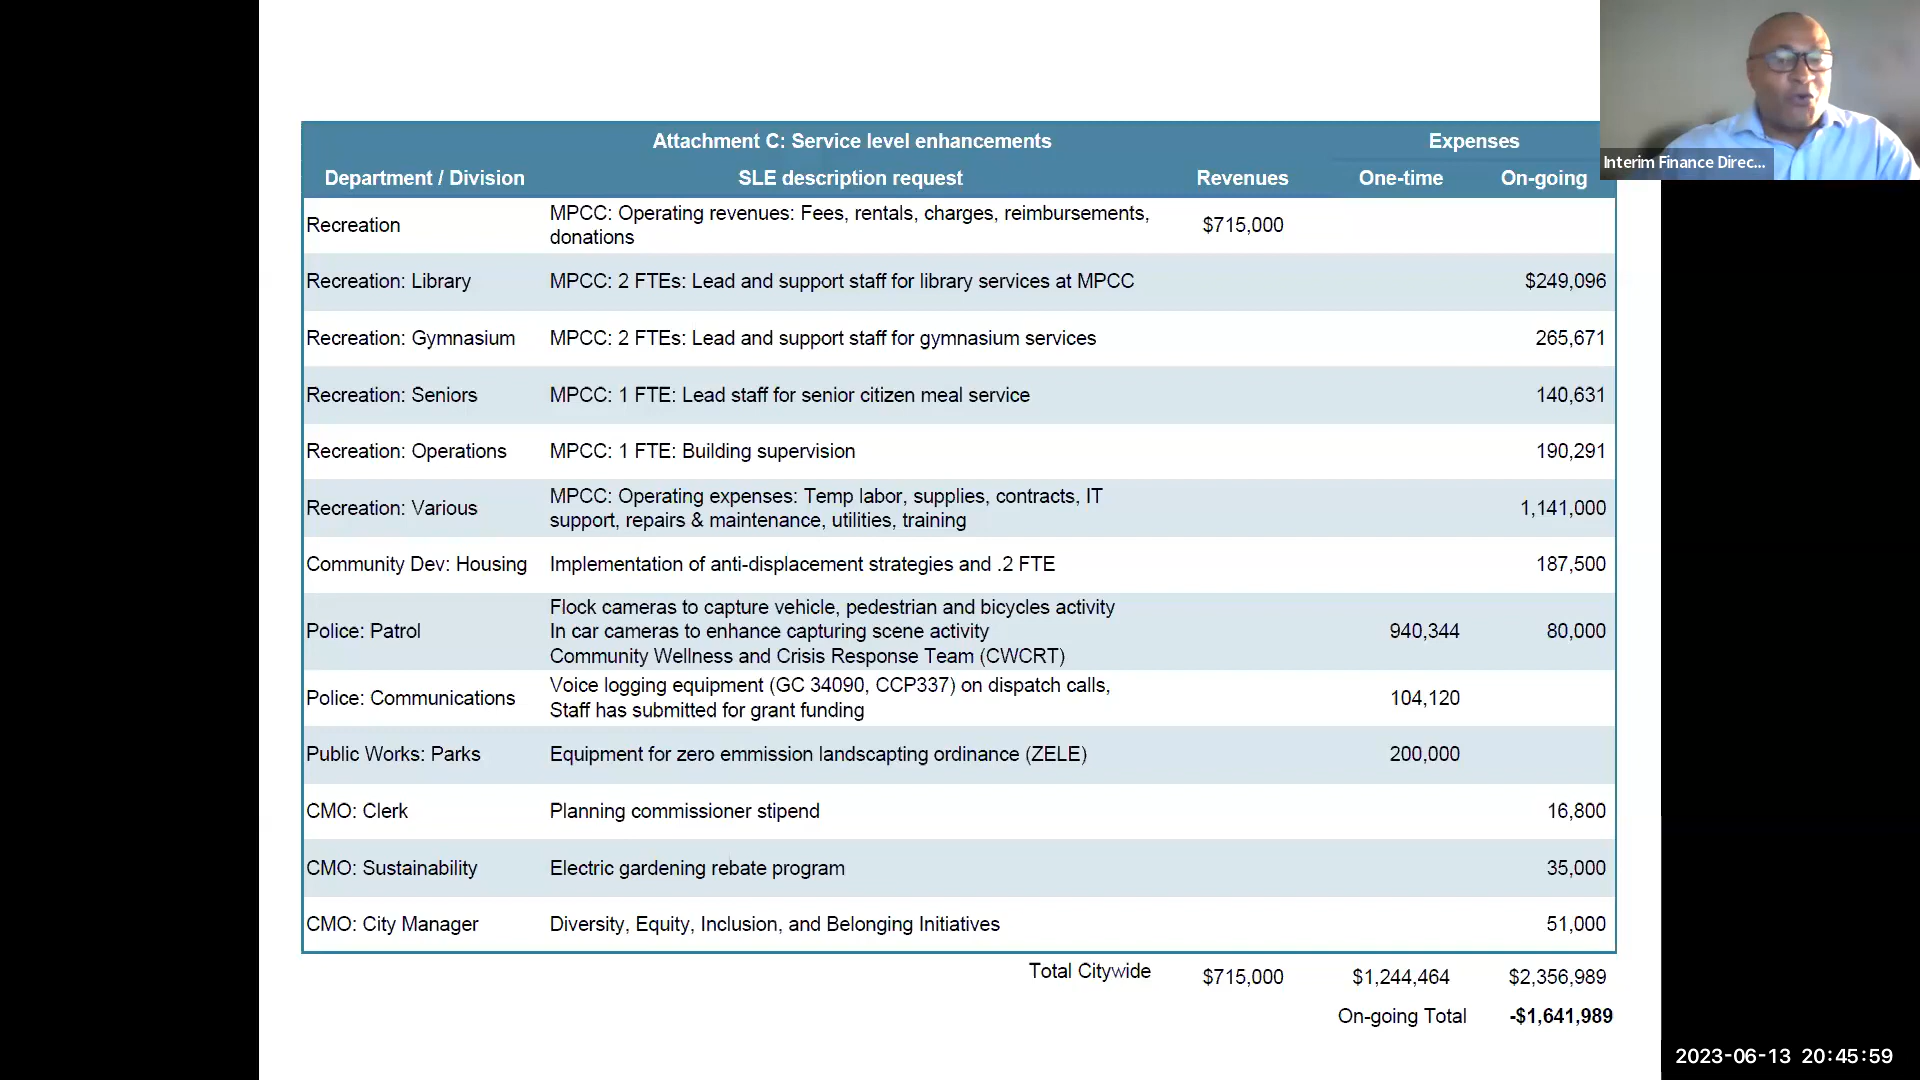 Attachment C: Service level enhancements Expenses
Department / Division SLE description request Revenues One-time On-going
Interim Finance Direc...
Recreation MPCC: Operating revenues: Fees, rentals, charges, reimbursements, donations $715,000
Recreation: Library MPCC: 2 FTEs: Lead and support staff for library services at MPCC $249,096
Recreation: Gymnasium MPCC: 2 FTEs: Lead and support staff for gymnasium services 265,671
Recreation: Seniors MPCC: 1 FTE: Lead staff for senior citizen meal service 140,631
Recreation: Operations MPCC: 1 FTE: Building supervision 190,291
Recreation: Various MPCC: Operating expenses: Temp labor, supplies, contracts, IT support, repairs & maintenance, utilities, training 1,141,000
Community Dev: Housing Implementation of anti-displacement strategies and .2 FTE 187,500
Police: Patrol Flock cameras to capture vehicle, pedestrian and bicycles activity
In car cameras to enhance capturing scene activity 940,344 80,000
Community Wellness and Crisis Response Team (CWCRT)
Police: Communications Voice logging equipment (GC 34090, CCP337) on dispatch calls, Staff has submitted for grant funding 104,120
Public Works: Parks Equipment for zero emmission landscapting ordinance (ZELE) 200,000
CMO: Clerk Planning commissioner stipend 16,800
CMO: Sustainability Electric gardening rebate program 35,000
CMO: City Manager Diversity, Equity, Inclusion, and Belonging Initiatives 51,000
Total Citywide $715,000 $1,244,464 $2,356,989
On-going Total -$1,641,989
2023-06-13 20:45:59